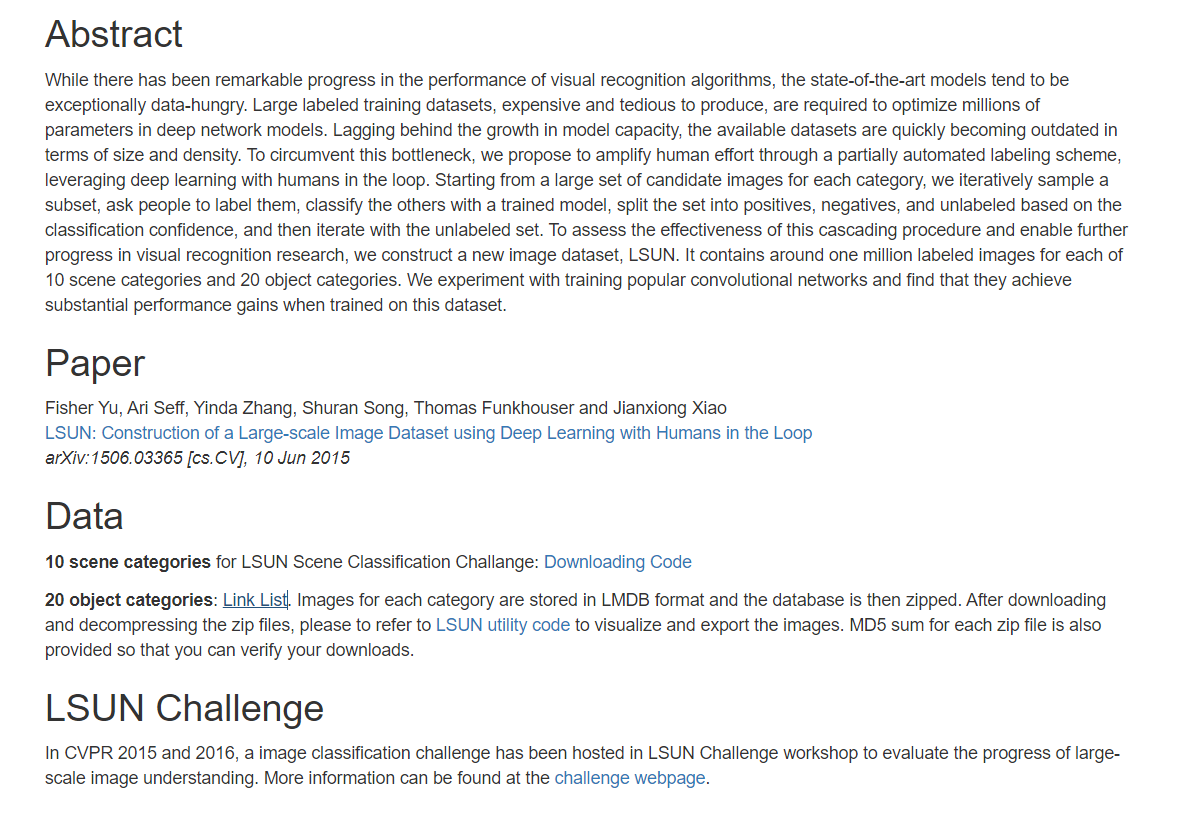 Abstract
While there has been remarkable progress in the performance of visual recognition algorithms, the state-of-the-art models tend to be
exceptionally data-hungry. Large labeled training datasets, expensive and tedious to produce, are required to optimize millions of
parameters in deep network models. Lagging behind the growth in model capacity, the available datasets are quickly becoming outdated in
terms of size and density. To circumvent this bottleneck, we propose to amplify human effort through a partially automated labeling scheme,
leveraging deep learning with humans in the loop. Starting from a large set of candidate images for each category, we iteratively sample a
subset, ask people to label them, classify the others with a trained model, split the set into positives, negatives, and unlabeled based on the
classification confidence, and then iterate with the unlabeled set. To assess the effectiveness of this cascading procedure and enable further
progress in visual recognition research, we construct a new image dataset, LSUN. It contains around one million labeled images for each of
10 scene categories and 20 object categories. We experiment with training popular convolutional networks and find that they achieve
substantial performance gains when trained on this dataset.
Paper
Fisher Yu, Ari Seff, Yinda Zhang, Shuran Song, Thomas Funkhouser and Jianxiong Xiao
LSUN: Construction of a Large-scale Image Dataset using Deep Learning with Humans in the Loop
arXiv:1506.03365 [cs.CV], 10 Jun 2015
Data
10 scene categories for LSUN Scene Classification Challange: Downloading Code
20 object categories: Link List. Images for each category are stored in LMDB format and the database is then zipped. After downloading
and decompressing the zip files, please to refer to LSUN utility code to visualize and export the images. MD5 sum for each zip file is also
provided so that you can verify your downloads.
LSUN Challenge
In CVPR 2015 and 2016, a image classification challenge has been hosted in LSUN Challenge workshop to evaluate the progress of large-
scale image understanding. More information can be found at the challenge webpage.